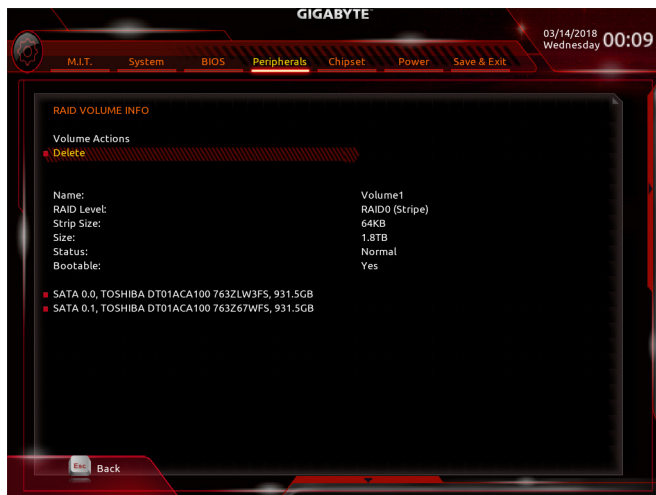 GIGABYTE™
03/14/2018
Wednesday
00:09
M.I.T. System BIOS Peripherals Chipset Power Save & Exit
RAID VOLUME INFO
Volume Actions
Delete
Name: Volume1
RAID Level: RAID0 (Stripe)
Strip Size: 64KB
Size: 1.8TB
Status: Normal
Bootable: Yes
SATA 0.0, TOSHIBA DT01ACA100 763ZLW3FS, 931.5GB
SATA 0.1, TOSHIBA DT01ACA100 763Z67WFS, 931.5GB
Esc Back